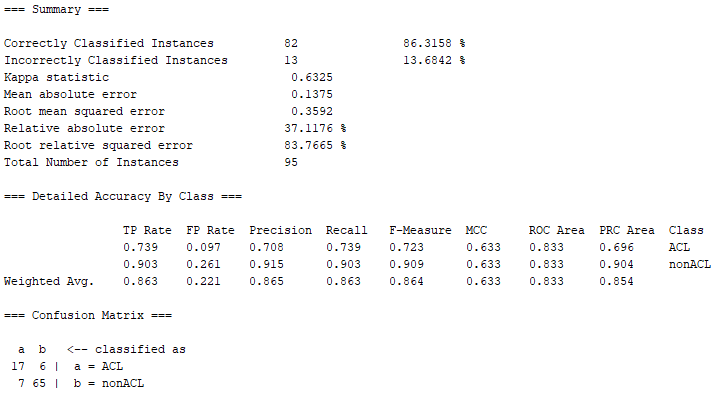 === Summary ===
Correctly Classified Instances 82 86.3158 %
Incorrectly Classified Instances 13 13.6842 %
Kappa statistic 0.6325
Mean absolute error 0.1375
Root mean squared error 0.3592
Relative absolute error 37.1176 %
Root relative squared error 83.7665 %
Total Number of Instances 95
=== Detailed Accuracy By Class ===
TP Rate FP Rate Precision Recall F-Measure MCC ROC Area PRC Area Class
0.739 0.097 0.708 0.739 0.723 0.633 0.833 0.696 ACL
0.903 0.261 0.915 0.903 0.909 0.633 0.833 0.904 nonACL
Weighted Avg. 0.863 0.221 0.865 0.863 0.864 0.633 0.833 0.854
=== Confusion Matrix ===
a b <-- classified as
17 6 | a = ACL
7 65 | b = nonACL